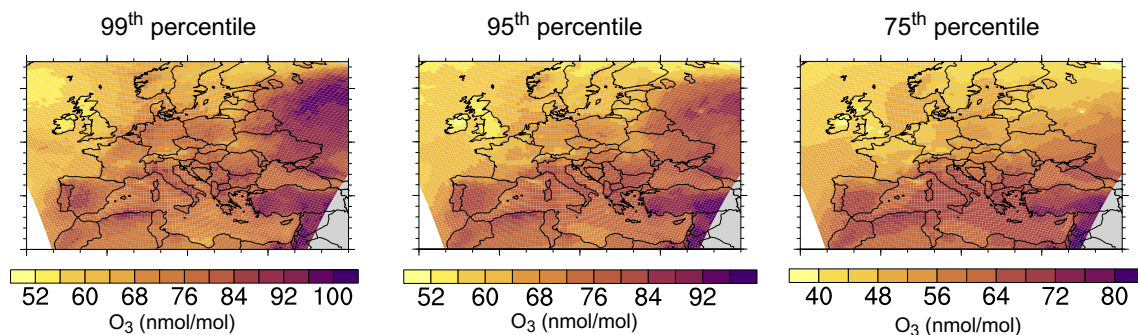 99th percentile
95th percentile
75th percentile
52 60 68 76 84 92 100
52 60 68 76 84 92
40 48 56 64 72 80
O3 (nmol/mol)
O3 (nmol/mol)
O3 (nmol/mol)